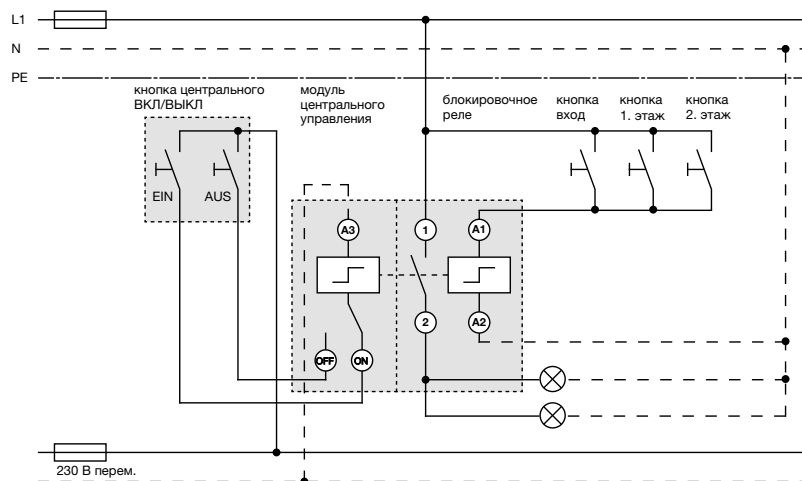 L1
N
PE
кнопка центрального
ВКЛ/ВЫКЛ
модуль
центрального
управления
блокировочное
реле
кнопка
вход
кнопка
1. этаж
кнопка
2. этаж
EIN
AUS
A3
1
A1
2
A2
OFF
ON
230 В перем.